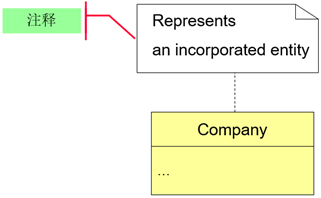 注释
Represents
an incorporated entity
Company
...